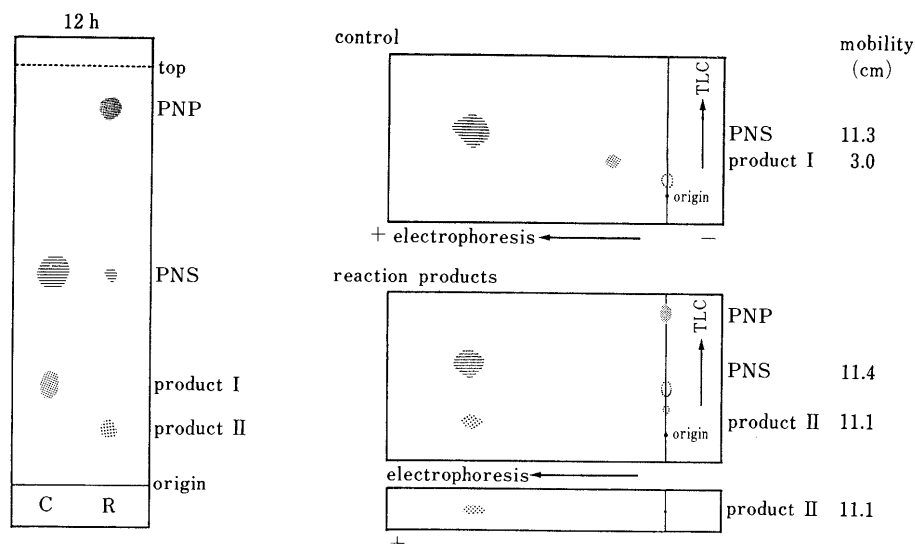 12 h
top
PNP
PNS
product I
product II
origin
C R
control
mobility
(cm)
TLC
PNS 11.3
product I 3.0
origin
+ electrophoresis −
reaction products
TLC
PNP
PNS 11.4
product II 11.1
origin
electrophoresis
product II 11.1
+